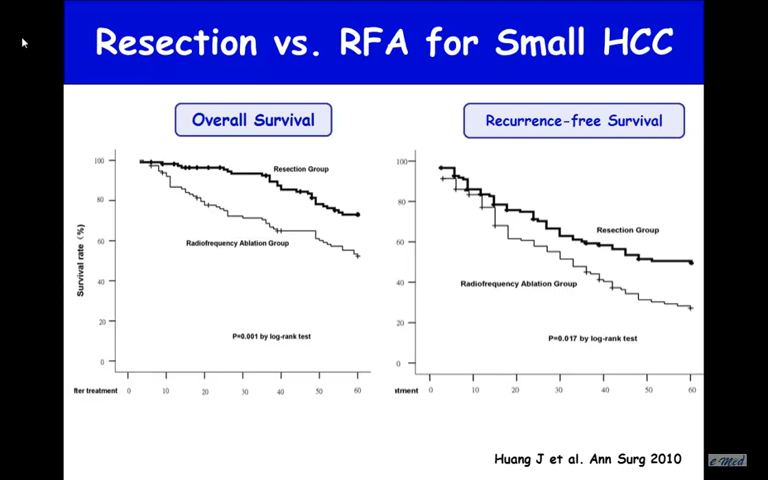 Resection vs. RFA for Small HCC
Overall Survival
Recurrence-free Survival
Survival rate (%)
100
80
60
40
20
0
Resection Group
Radiofrequency Ablation Group
P=0.001 by log-rank test
fter treatment 0 10 20 30 40 50 60
100
80
60
40
20
0
Resection Group
Radiofrequency Ablation Group
P=0.017 by log-rank test
atment 0 10 20 30 40 50 60
Huang J et al. Ann Surg 2010
e-Med